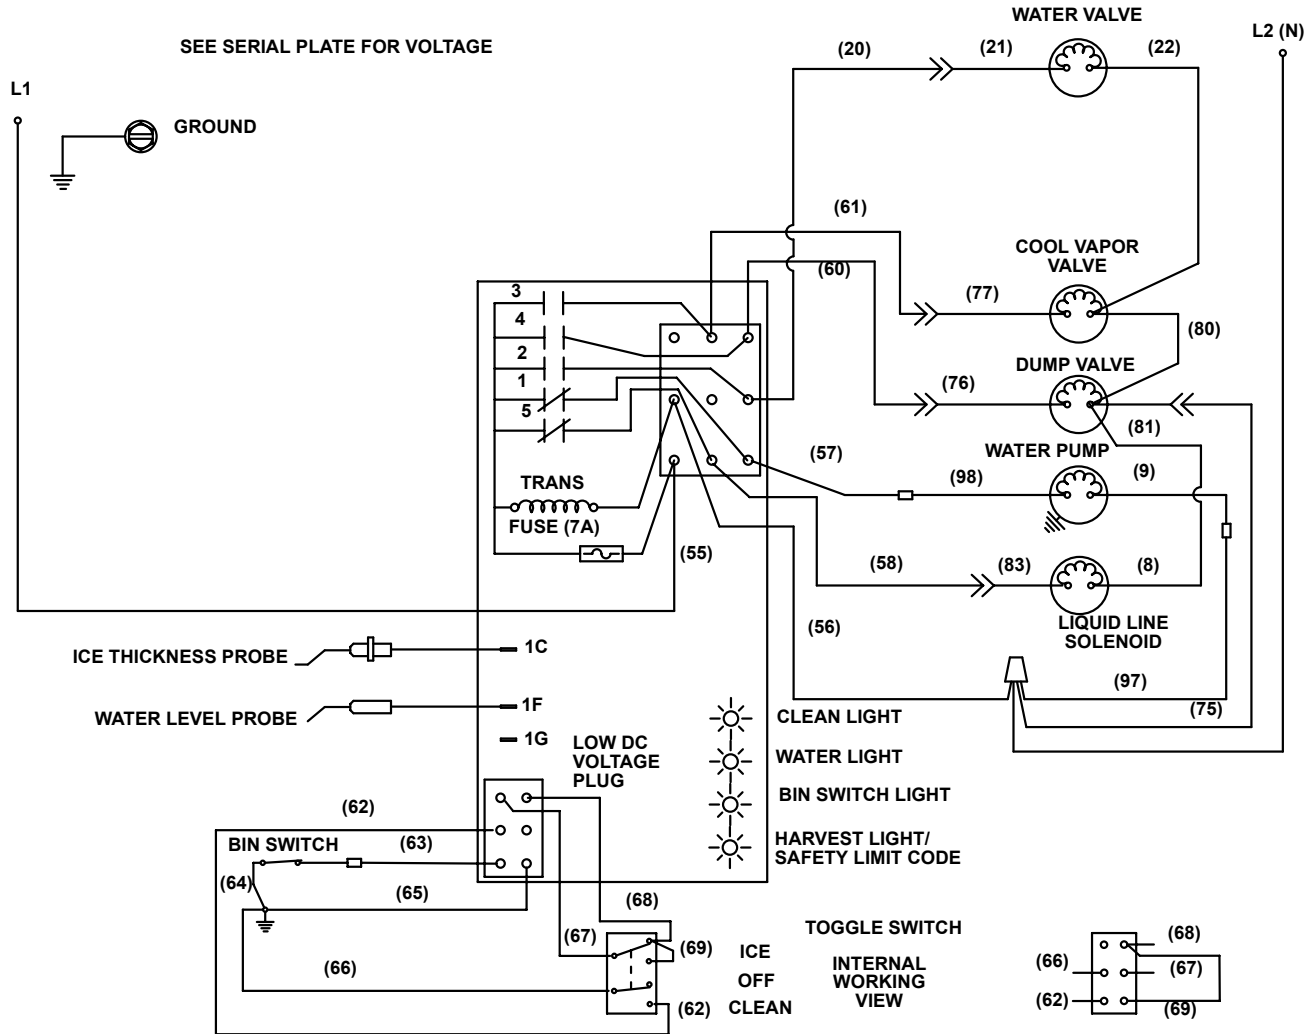 WATER VALVE
L2 (N)
SEE SERIAL PLATE FOR VOLTAGE
(20)
(21)
(22)
L1
GROUND
(61)
(60)
COOL VAPOR
VALVE
(77)
(80)
3
4
2
1
5
DUMP VALVE
(76)
(81)
WATER PUMP
(57)
(98)
(9)
TRANS
FUSE (7A)
(55)
(58)
(83)
(8)
LIQUID LINE
SOLENOID
(56)
ICE THICKNESS PROBE
1C
(97)
(75)
WATER LEVEL PROBE
1F
1G
LOW DC
VOLTAGE
PLUG
CLEAN LIGHT
WATER LIGHT
BIN SWITCH LIGHT
HARVEST LIGHT/
SAFETY LIMIT CODE
(62)
BIN SWITCH
(63)
(64)
(65)
(68)
(67)
(69)
(66)
(62)
ICE
OFF
CLEAN
TOGGLE SWITCH
INTERNAL
WORKING
VIEW
(68)
(66)
(67)
(62)
(69)